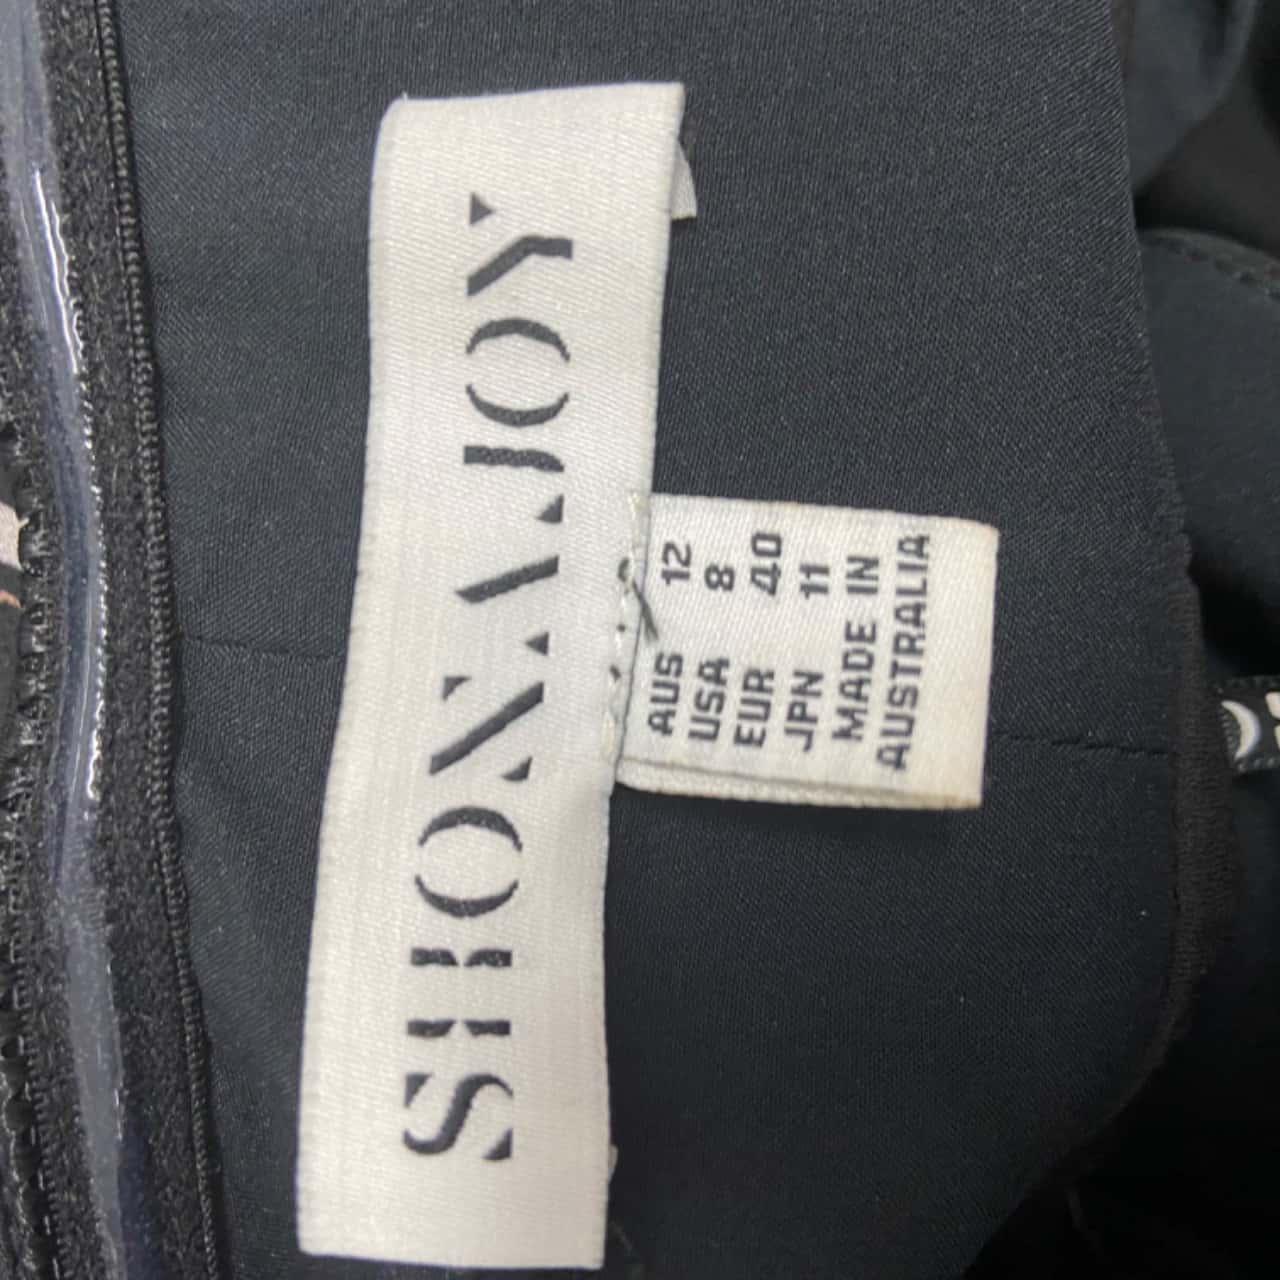 SHONA JOY
AUS 12
USA 8
EUR 40
JPN 11
MADE IN
AUSTRALIA